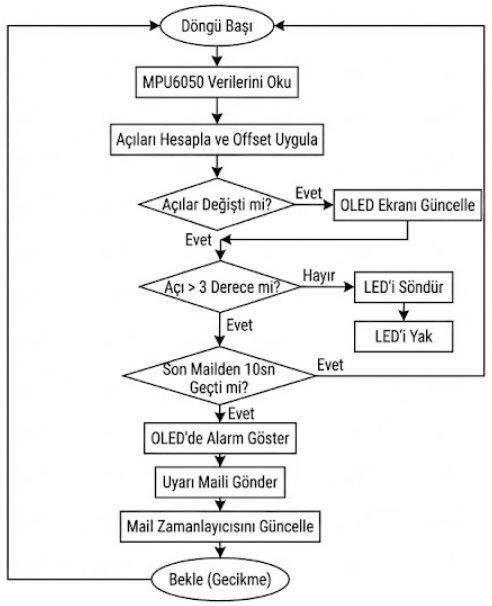 Döngü Başı
MPU6050 Verilerini Oku
Açıları Hesapla ve Offset Uygula
Açılar Değişti mi?
Evet
OLED Ekranı Güncelle
Evet
Açı > 3 Derece mi?
Hayır
LED'i Söndür
Evet
LED'i Yak
Son Mailden 10sn
Geçti mi?
Evet
Evet
OLED'de Alarm Göster
Uyarı Maili Gönder
Mail Zamanlayıcısını Güncelle
Bekle (Gecikme)